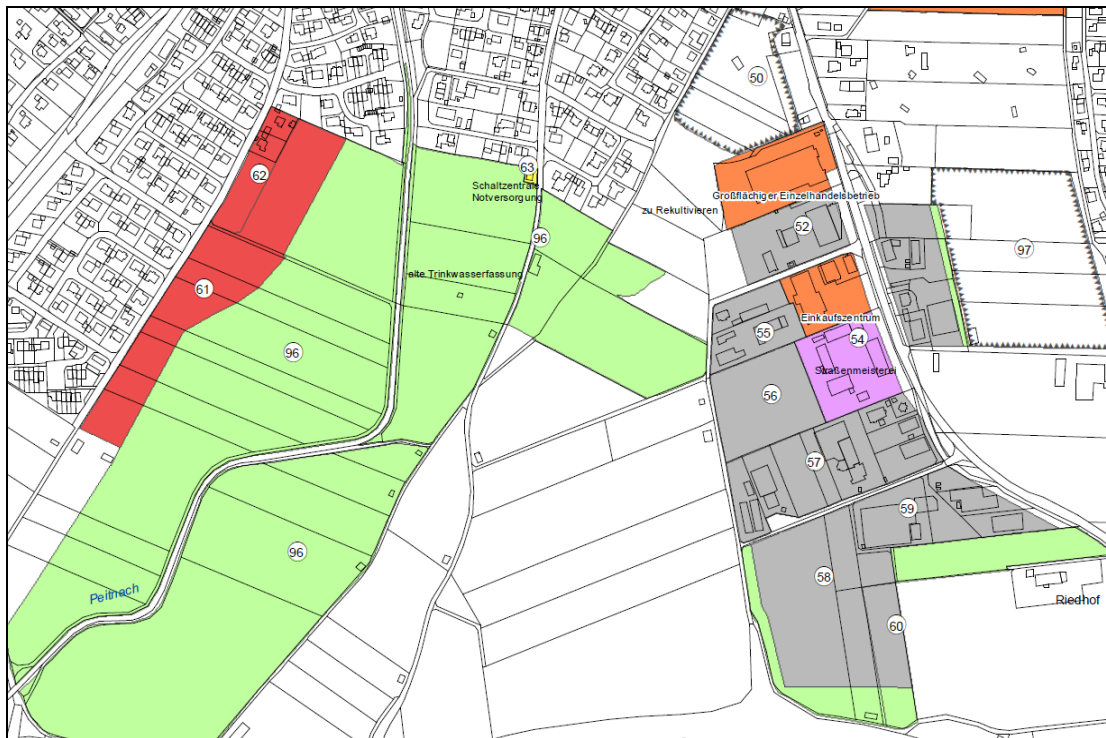 50
62
63
Schaltzentrale
Notversorgung
Großflächiger Einzelhandelsbetrieb
zu Rekultivieren
52
96
97
alte Trinkwasserfassung
61
Einkaufszentrum
55
54
96
Straßenmeisterei
56
57
59
96
58
Peitnach
Riedhof
60